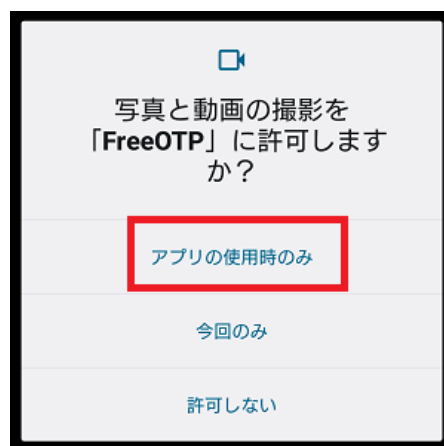 写真と動画の撮影を
「FreeOTP」に許可します
か？
アプリの使用時のみ
今回のみ
許可しない